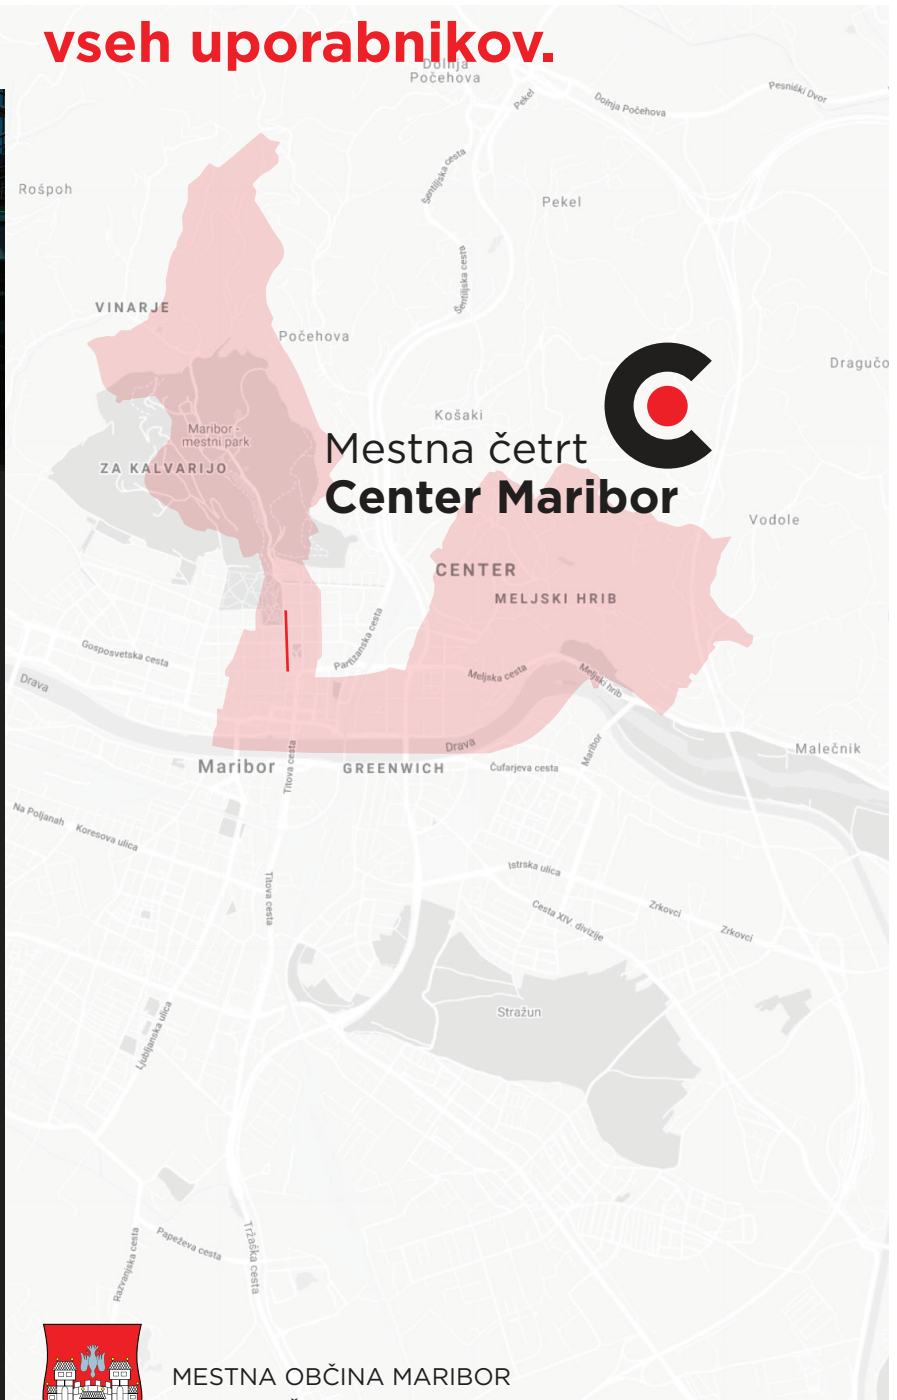 vseh uporabnikov.
Dolnja
Počehova
Pekel
Dolnja Počehova
Pesniški Dvor
Šentiljska cesta
Rošpoh
Pekel
Šentiljska cesta
VINARJE
Počehova
Dragučo
Košaki
Maribor -
mestni park
Mestna četrt
ZA KALVARIJO
Center Maribor
Vodole
CENTER
MELJSKI HRIB
Partizanska cesta
Gosposvetska cesta
Meljska cesta
Meljski hrib
Drava
Drava
Maribor
Malečnik
Maribor
Titova cesta
GREENWICH
Čufarjeva cesta
Na Poljanah
Koresova ulica
Istrska ulica
Titova cesta
Cesta XIV. divizije
Zrkovci
Zrkovci
Stražun
Ljubljanska ulica
Papeževa cesta
Tržaška cesta
Razvanjska cesta
MESTNA OBČINA MARIBOR